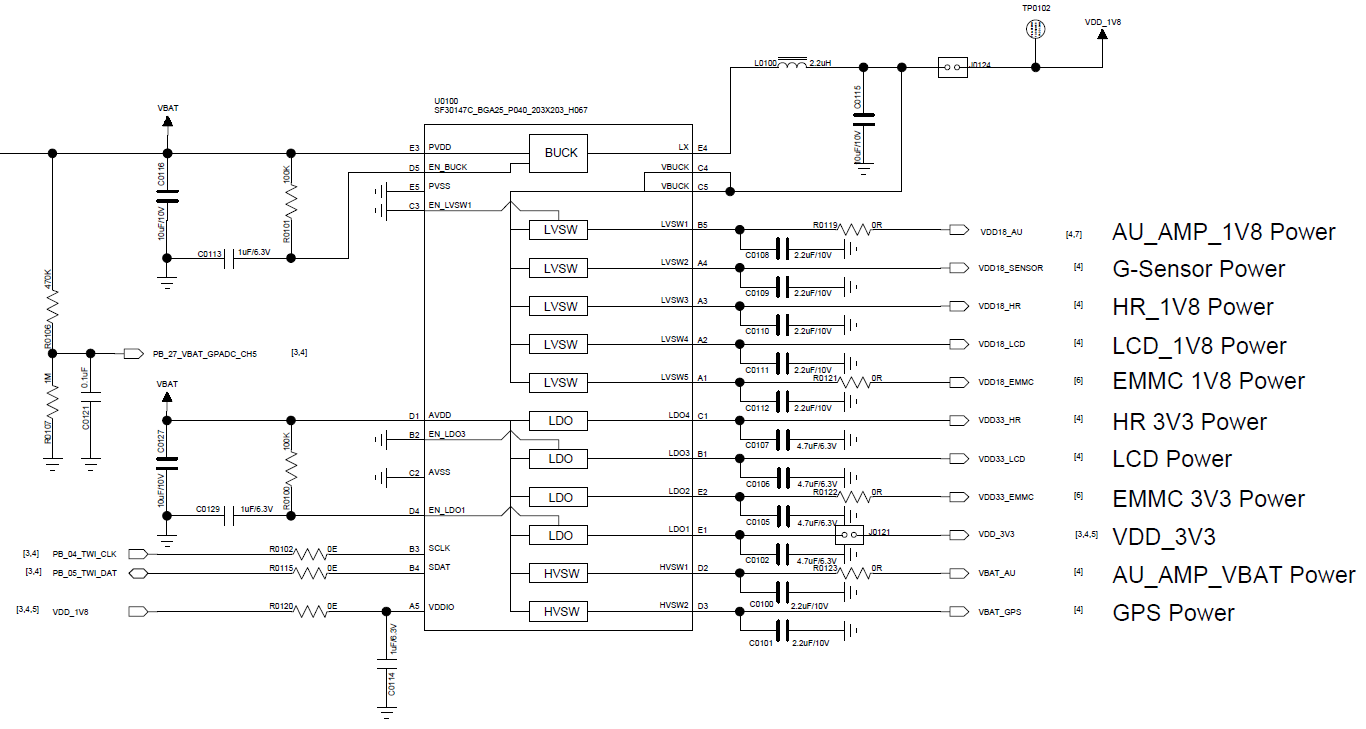 TP0102
VDD_1V8
L0100 2.2uH
J0124
C0115
10uF/10V
U0100
SF30147C_BGA25_P040_203X203_H067
VBAT
C0116
10uF/10V
100K
R0101
C0113 1uF/6.3V
E3 PVDD
D5 EN_BUCK
E5 PVSS
C3 EN_LVSW1
BUCK
LX E4
VBUCK C4
VBUCK C5
LVSW LVSW1 B5 R0119 0R VDD18_AU [4,7] AU_AMP_1V8 Power
C0108 2.2uF/10V
LVSW LVSW2 A4 VDD18_SENSOR [4] G-Sensor Power
C0109 2.2uF/10V
470K
R0106
LVSW LVSW3 A3 VDD18_HR [4] HR_1V8 Power
C0110 2.2uF/10V
LVSW LVSW4 A2 VDD18_LCD [4] LCD_1V8 Power
C0111 2.2uF/10V
PB_27_VBAT_GPADC_CH5 [3,4]
1M
R0107
0.1uF
C0121
LVSW LVSW5 A1 R0121 0R VDD18_EMMC [6] EMMC 1V8 Power
C0112 2.2uF/10V
VBAT
C0127
10uF/10V
100K
R0100
C0129 1uF/6.3V
D1 AVDD
B2 EN_LDO3
C2 AVSS
D4 EN_LDO1
LDO LDO4 C1 VDD33_HR [4] HR 3V3 Power
C0107 4.7uF/6.3V
LDO LDO3 B1 VDD33_LCD [4] LCD Power
C0106 4.7uF/6.3V
LDO LDO2 E2 R0122 0R VDD33_EMMC [6] EMMC 3V3 Power
C0105 4.7uF/6.3V
LDO LDO1 E1 J0121 VDD_3V3 [3,4,5] VDD_3V3
C0102 4.7uF/6.3V
[3,4] PB_04_TWI_CLK R0102 0E B3 SCLK
[3,4] PB_05_TWI_DAT R0115 0E B4 SDAT
HVSW HVSW1 D2 R0123 0R VBAT_AU [4] AU_AMP_VBAT Power
C0100 2.2uF/10V
[3,4,5] VDD_1V8 R0120 0E A5 VDDIO
HVSW HVSW2 D3 VBAT_GPS [4] GPS Power
C0101 2.2uF/10V
1uF/6.3V
C0114